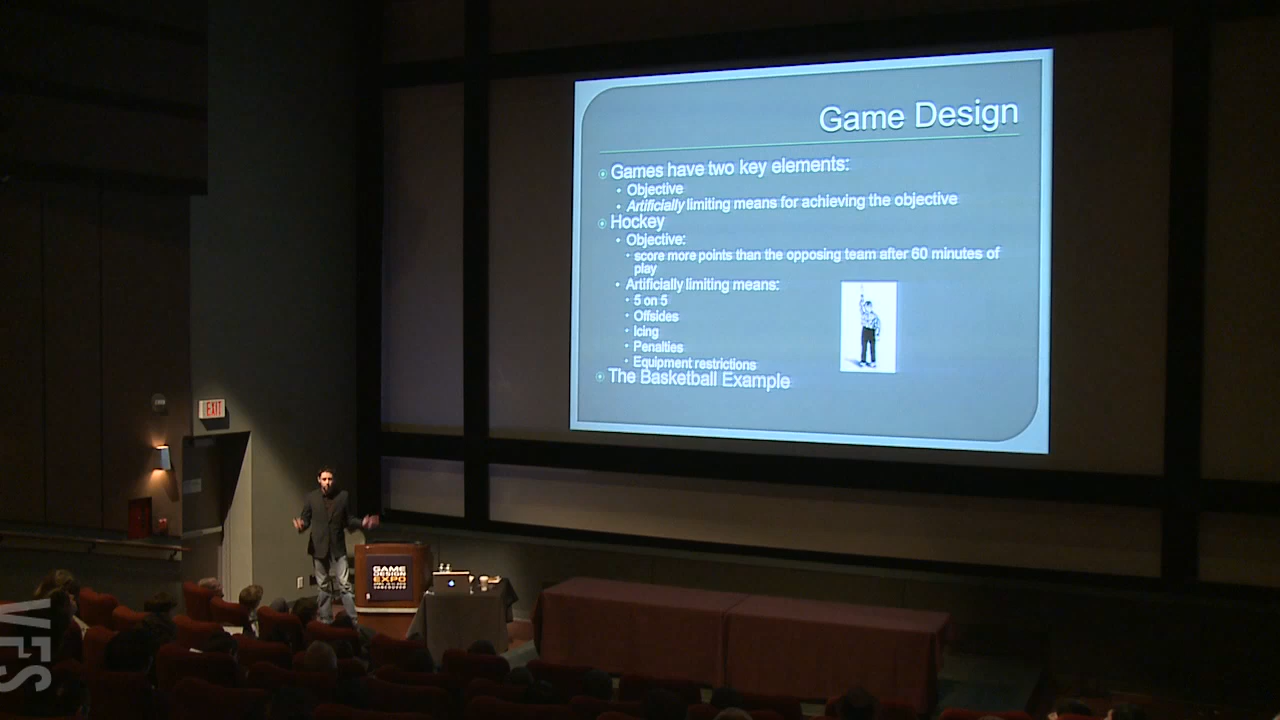 Game Design
Games have two key elements:
Objective
Artificially limiting means for achieving the objective
Hockey
Objective:
score more points than the opposing team after 60 minutes of
play
Artificially limiting means:
5 on 5
Offsides
Icing
Penalties
Equipment restrictions
The Basketball Example
EXIT
GAME
DESIGN
EXPO
VANCOUVER
VFS